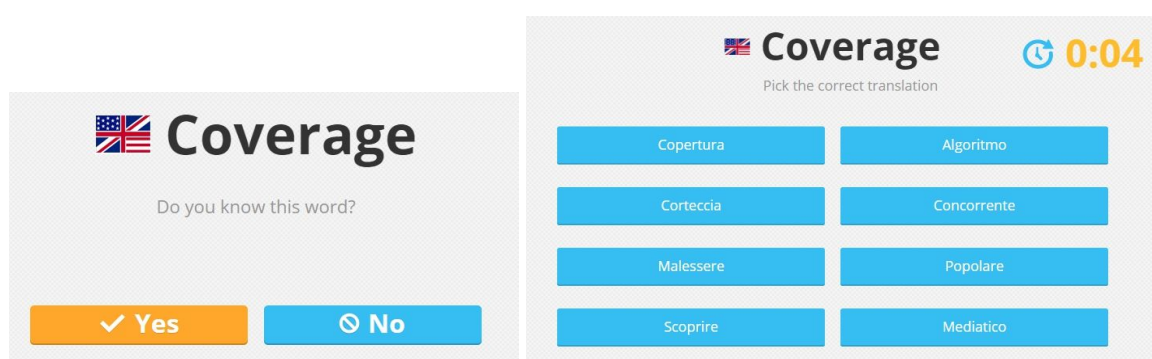 Coverage
Do you know this word?
Yes
No
Coverage
0:04
Pick the correct translation
Copertura
Algoritmo
Corteccia
Concorrente
Malessere
Popolare
Scoprire
Mediatico